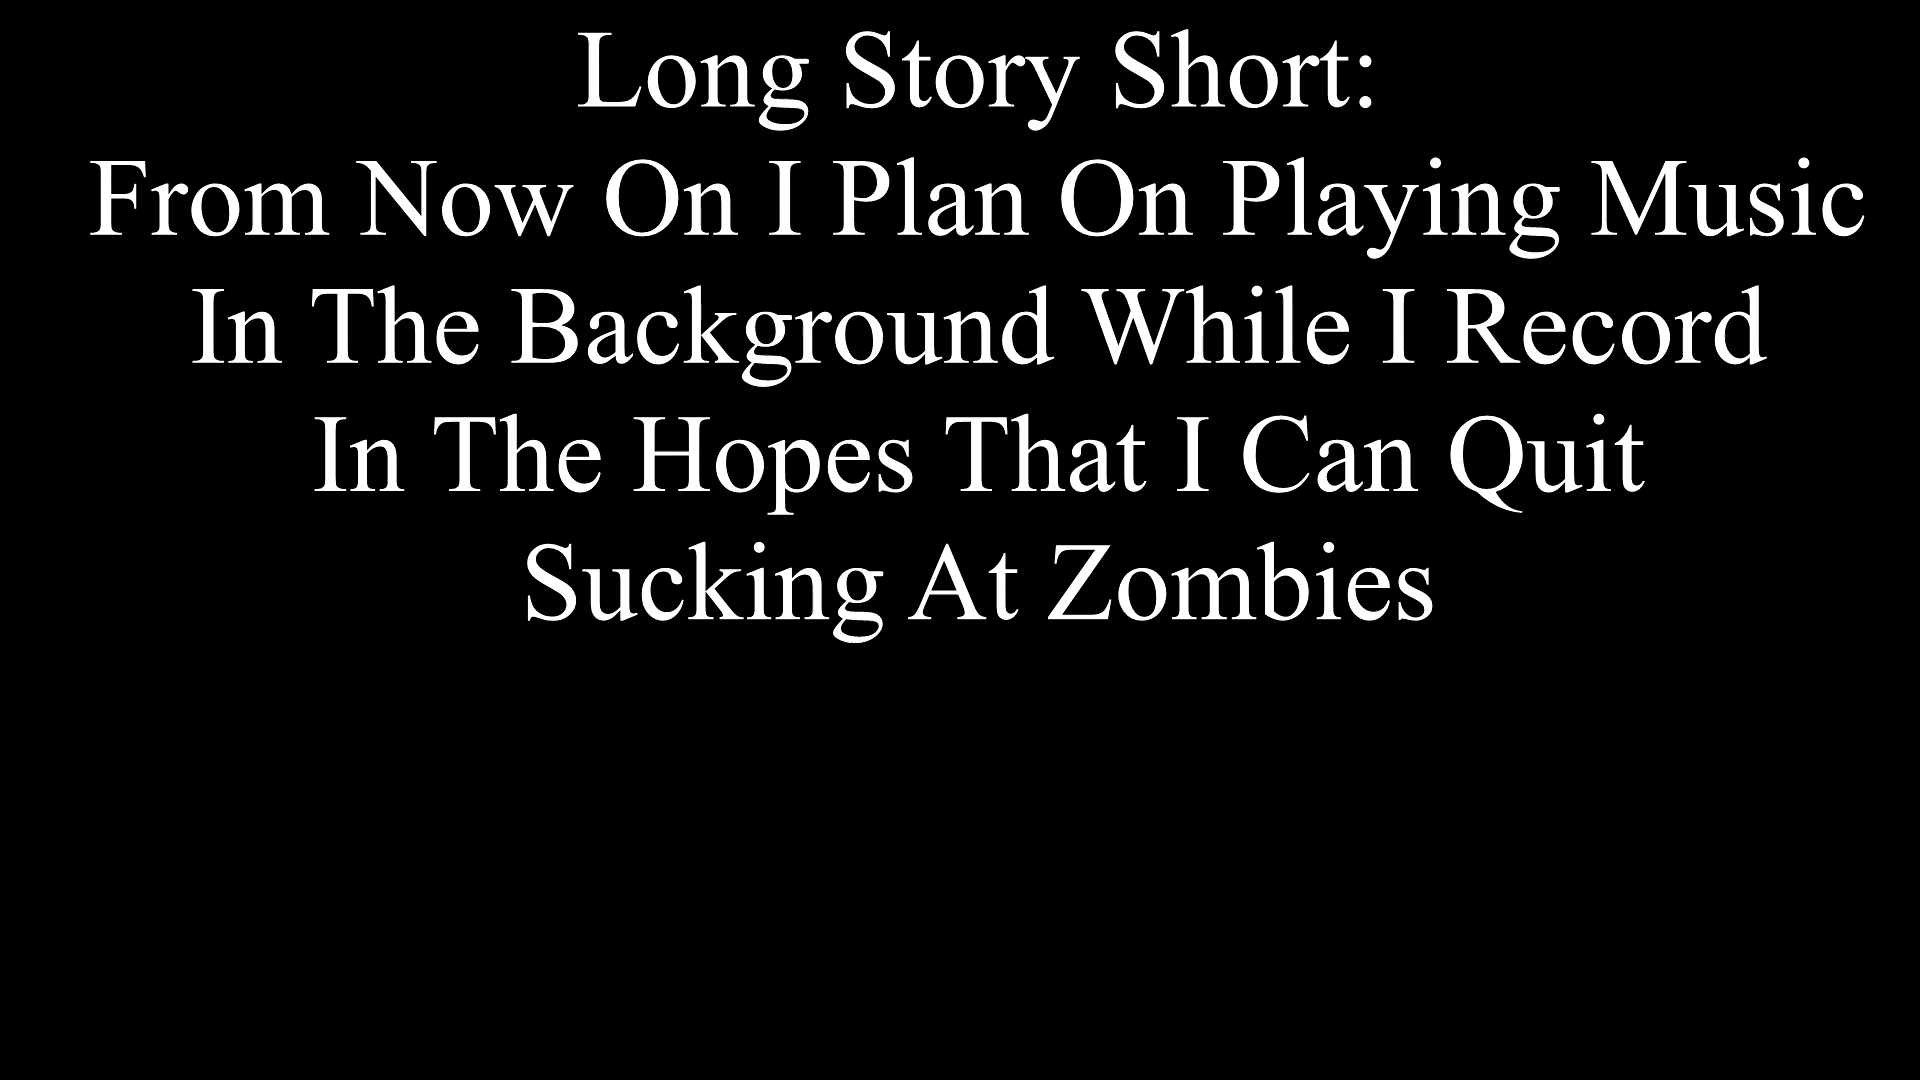 Long Story Short:
From Now On I Plan On Playing Music
In The Background While I Record
In The Hopes That I Can Quit
Sucking At Zombies